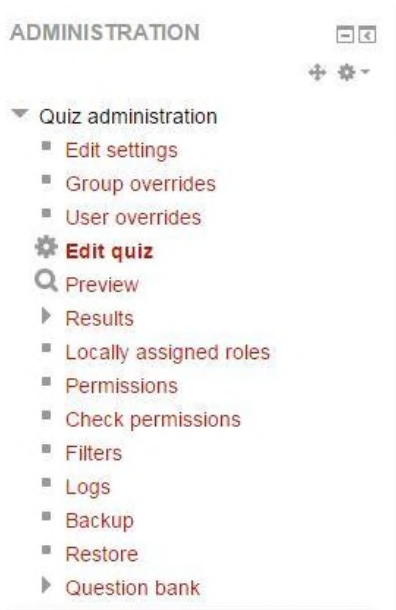 ADMINISTRATION
Quiz administration
Edit settings
Group overrides
User overrides
Edit quiz
Preview
Results
Locally assigned roles
Permissions
Check permissions
Filters
Logs
Backup
Restore
Question bank